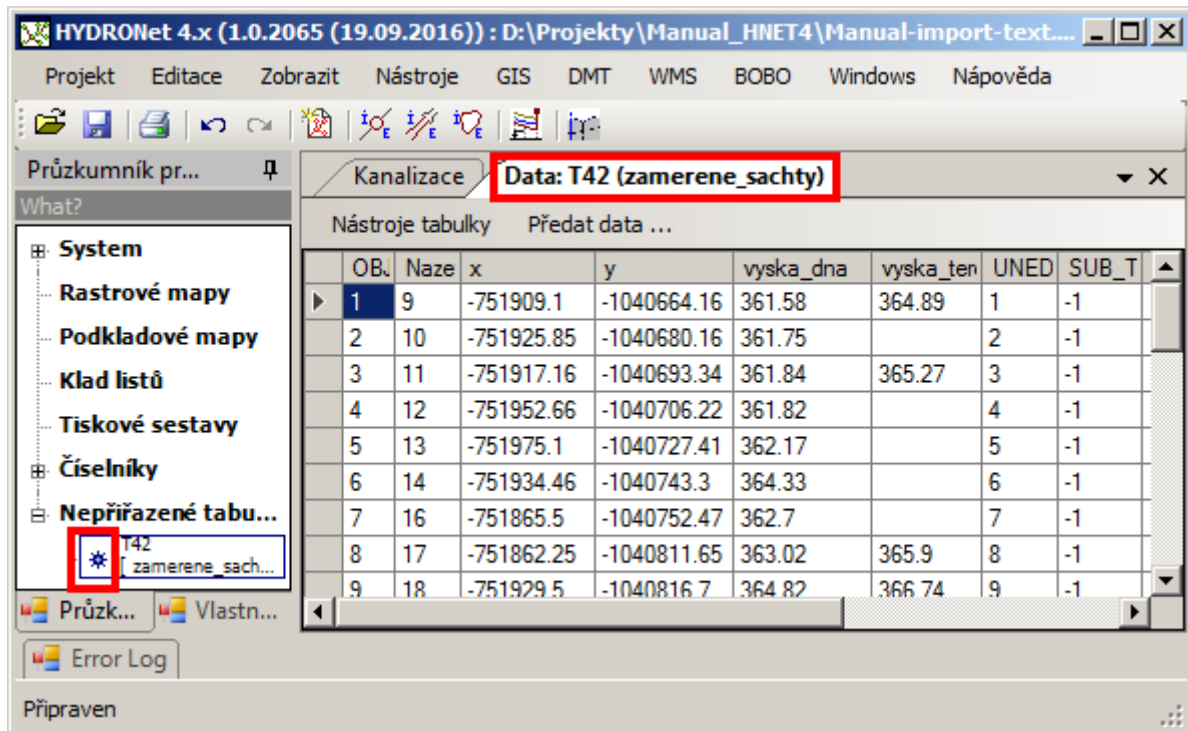 HYDRONet 4.x (1.0.2065 (19.09.2016)) : D:\Projekty\Manual_HNET4\Manual-import-text....
Projekt Editace Zobrazit Nástroje GIS DMT WMS BOBO Windows Nápověda
Průzkumník pr...
What?
System
Rastrové mapy
Podkladové mapy
Klad listů
Tiskové sestavy
Číselníky
Nepřiřazené tabu...
T42
[ zamerene_sach...
Průzk... Vlastn...
Kanalizace Data: T42 (zamerene_sachty)
Nástroje tabulky Předat data ...
OBJ Naze x y vyska_dna vyska_ten UNED SUB_T
1 9 -751909.1 -1040664.16 361.58 364.89 1 -1
2 10 -751925.85 -1040680.16 361.75 2 -1
3 11 -751917.16 -1040693.34 361.84 365.27 3 -1
4 12 -751952.66 -1040706.22 361.82 4 -1
5 13 -751975.1 -1040727.41 362.17 5 -1
6 14 -751934.46 -1040743.3 364.33 6 -1
7 16 -751865.5 -1040752.47 362.7 7 -1
8 17 -751862.25 -1040811.65 363.02 365.9 8 -1
9 18 -751929.5 -1040816.7 364.82 366.74 9 -1
Error Log
Připraven